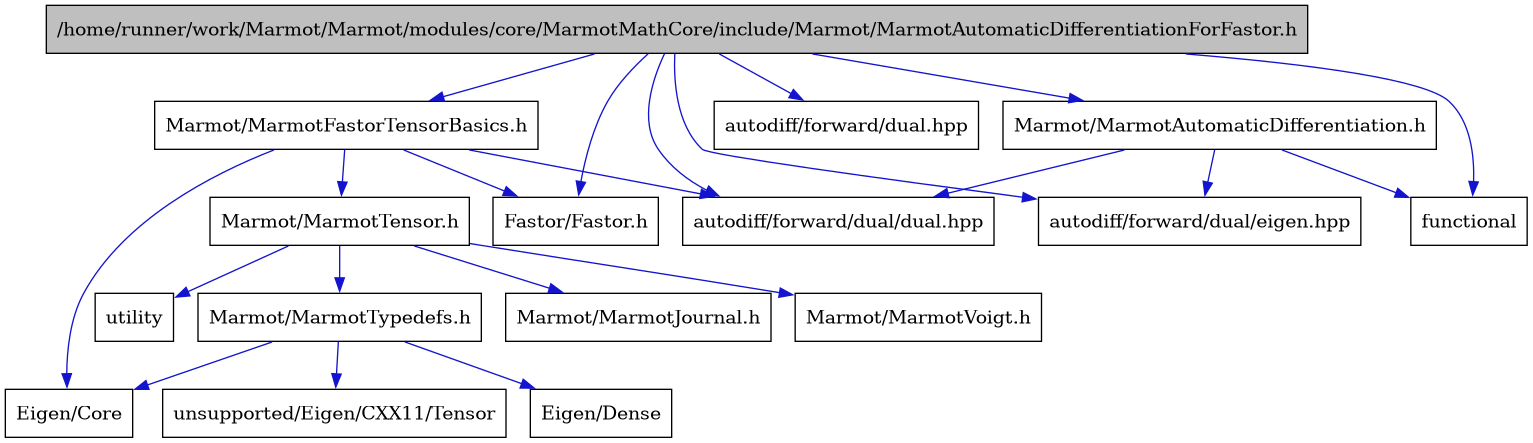 /home/runner/work/Marmot/Marmot/modules/core/MarmotMathCore/include/Marmot/MarmotAutomaticDifferentiationForFastor.h
Marmot/MarmotFastorTensorBasics.h
autodiff/forward/dual.hpp
Marmot/MarmotAutomaticDifferentiation.h
Marmot/MarmotTensor.h
Fastor/Fastor.h
autodiff/forward/dual/dual.hpp
autodiff/forward/dual/eigen.hpp
functional
utility
Marmot/MarmotTypedefs.h
Marmot/MarmotJournal.h
Marmot/MarmotVoigt.h
Eigen/Core
unsupported/Eigen/CXX11/Tensor
Eigen/Dense